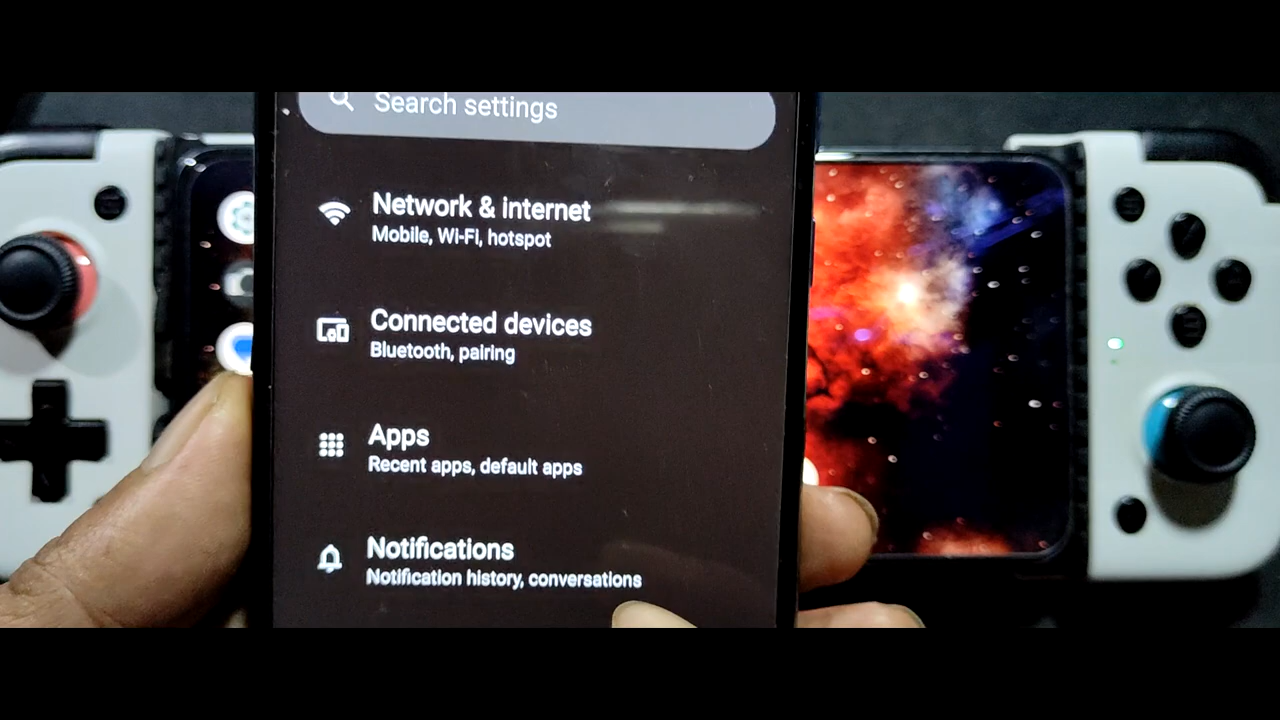 Search settings
Network & internet
Mobile, Wi-Fi, hotspot
Connected devices
Bluetooth, pairing
Apps
Recent apps, default apps
Notifications
Notification history, conversations